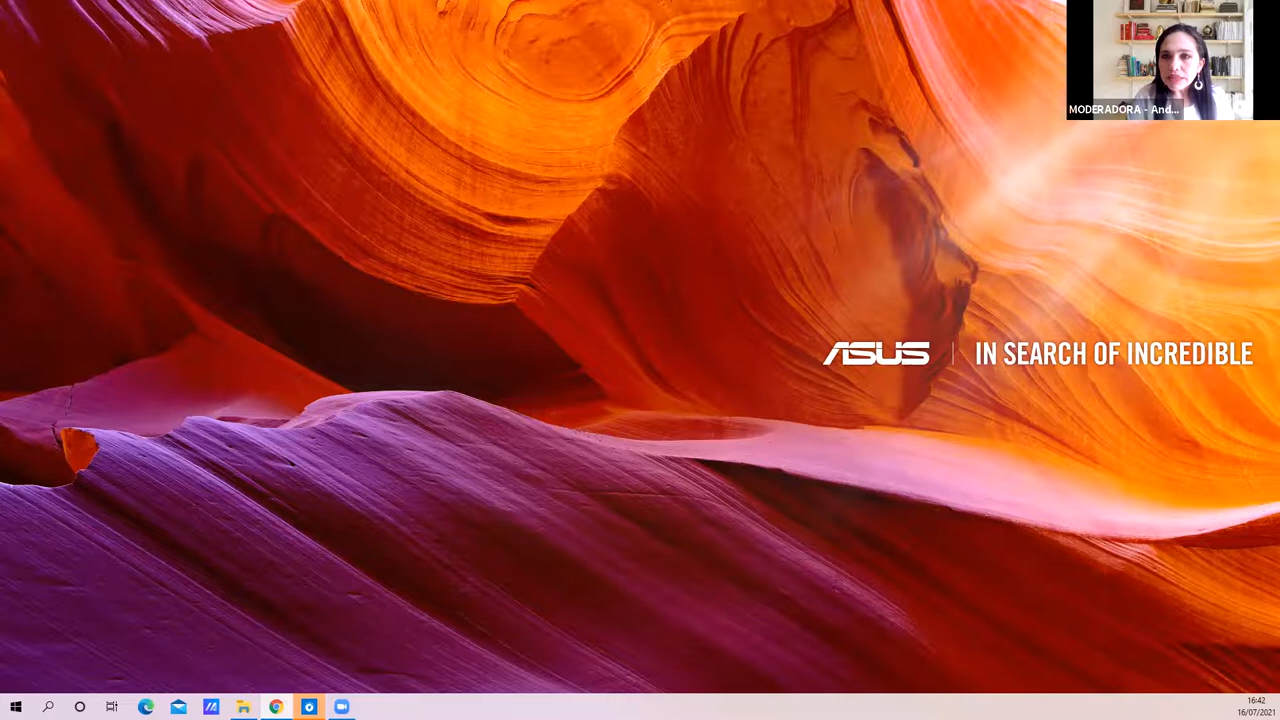 MODERADORA - And...
ASUS
IN SEARCH OF INCREDIBLE
16:42
16/07/2021